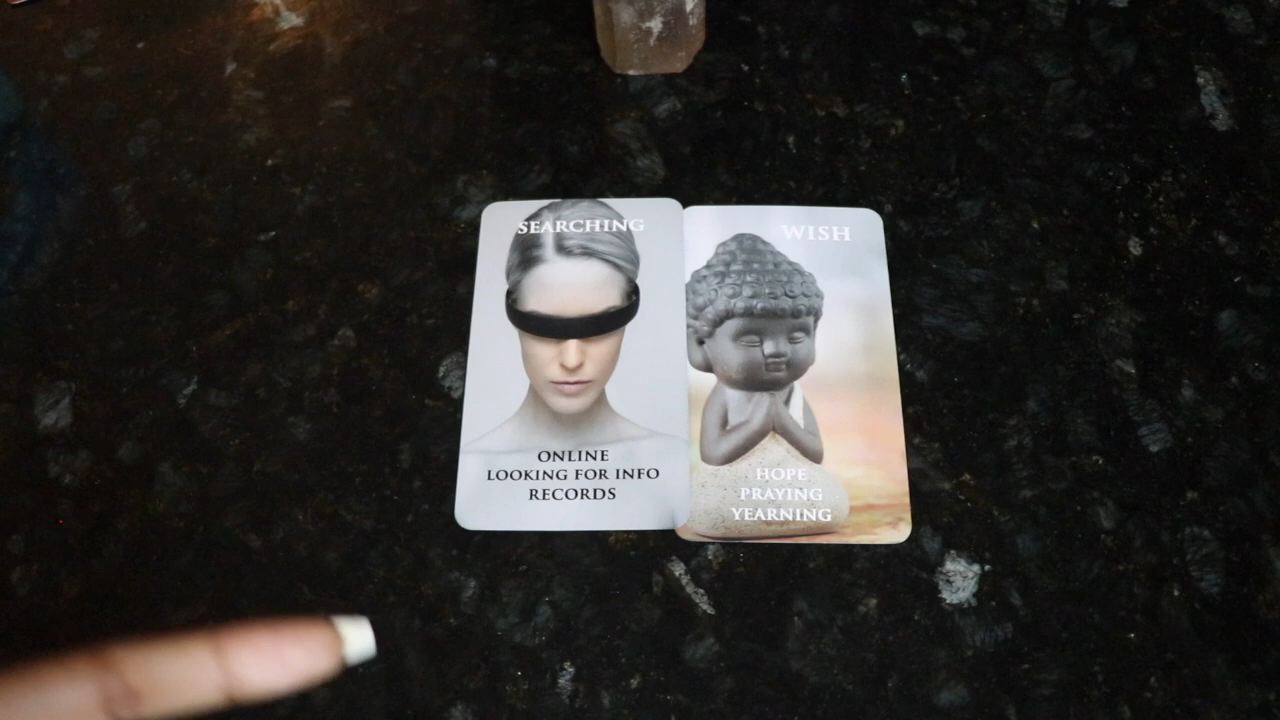 SEARCHING
ONLINE
LOOKING FOR INFO
RECORDS
WISH
HOPE
PRAYING
YEARNING